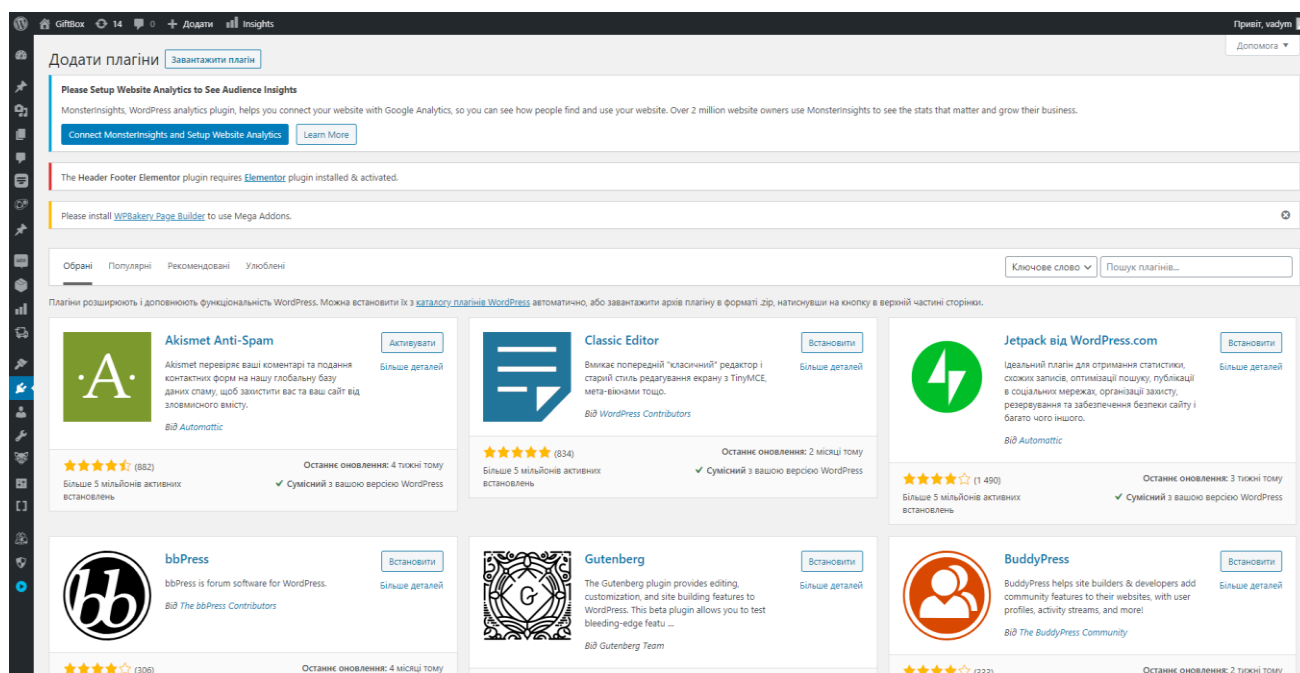 GiftBox 14 0 + Додати Insights Привіт, vadym
Допомога ▼
Додати плагіни Завантажити плагін
Please Setup Website Analytics to See Audience Insights
MonsterInsights, WordPress analytics plugin, helps you connect your website with Google Analytics, so you can see how people find and use your website. Over 2 million website owners use MonsterInsights to see the stats that matter and grow their business.
Connect MonsterInsights and Setup Website Analytics Learn More
The Header Footer Elementor plugin requires Elementor plugin installed & activated.
Please install WPBakery Page Builder to use Mega Addons.
Обрані Популярні Рекомендовані Улюблені Ключове слово Пошук плагінів...
Плагіни розширюють і доповнюють функціональність WordPress. Можна встановити їх з каталогу плагінів WordPress автоматично, або завантажити архів плагіну в форматі .zip, натиснувши на кнопку в верхній частині сторінки.
Akismet Anti-Spam Активувати
Akismet перевіряє ваші коментарі та подання Більше деталей
контактних форм на нашу глобальну базу
даних спаму, щоб захистити вас та ваш сайт від
зловмисного вмісту.
Від Automattic
(882) Останнє оновлення: 4 тижні тому
Більше 5 мільйонів активних ✓ Сумісний з вашою версією WordPress
встановлень
Classic Editor Встановити
Вмикає попередній "класичний" редактор і Більше деталей
старий стиль редагування екрану з TinyMCE,
мета-вікнами тощо.
Від WordPress Contributors
(834) Останнє оновлення: 2 місяці тому
Більше 5 мільйонів активних ✓ Сумісний з вашою версією WordPress
встановлень
Jetpack від WordPress.com Встановити
Ідеальний плагін для отримання статистики, Більше деталей
схожих записів, оптимізації пошуку, публікації
в соціальних мережах, організації захисту,
резервування та забезпечення безпеки сайту і
багато чого іншого.
Від Automattic
(1 490) Останнє оновлення: 3 тижні тому
Більше 5 мільйонів активних ✓ Сумісний з вашою версією WordPress
встановлень
bbPress Встановити
bbPress is forum software for WordPress. Більше деталей
Від The bbPress Contributors
(306) Останнє оновлення: 4 місяці тому
Gutenberg Встановити
The Gutenberg plugin provides editing, Більше деталей
customization, and site building features to
WordPress. This beta plugin allows you to test
bleeding-edge featu ...
Від Gutenberg Team
BuddyPress Встановити
BuddyPress helps site builders & developers add Більше деталей
community features to their websites, with user
profiles, activity streams, and more!
Від The BuddyPress Community
Останнє оновлення: 2 тижні тому